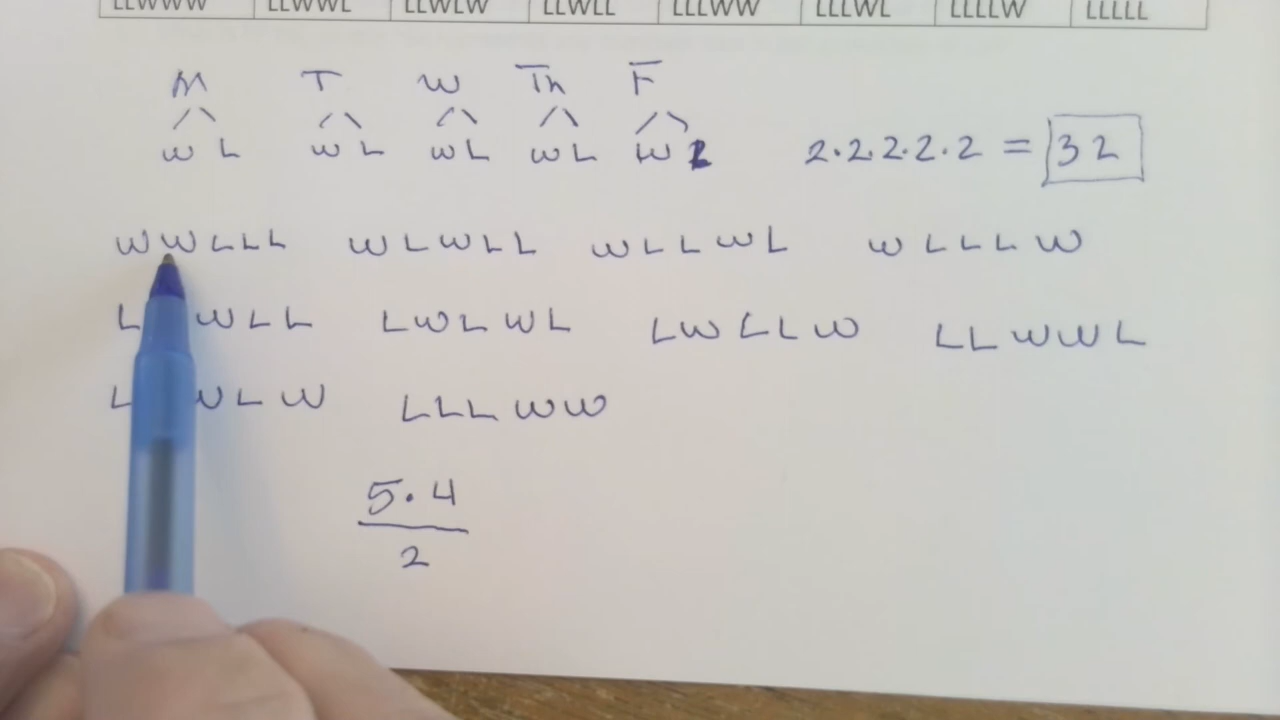 LLWWW LLWWL LLWLW LLWLL LLLWW LLLWL LLLLW LLLLL
M T W Th F
W L W L W L W L W L 2·2·2·2·2 = 32
WWLLL WLWLL WLLWL WLLLW
L WLL LWLWL LWLLW LLWWL
L WLW LLLWW
5·4
2